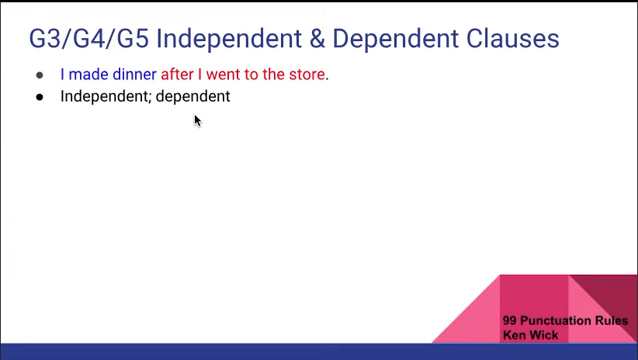 G3/G4/G5 Independent & Dependent Clauses
I made dinner after I went to the store.
Independent; dependent
99 Punctuation Rules
Ken Wick